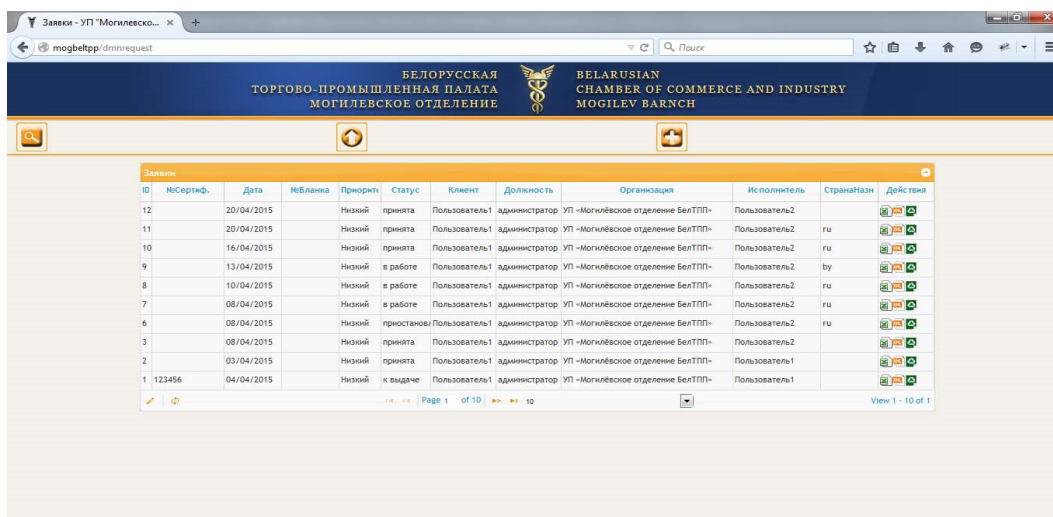 Заявки - УП "Могилевско... × +
mogbeltpp/dmnrequest
Поиск
БЕЛОРУССКАЯ
ТОРГОВО-ПРОМЫШЛЕННАЯ ПАЛАТА
МОГИЛЕВСКОЕ ОТДЕЛЕНИЕ
BELARUSIAN
CHAMBER OF COMMERCE AND INDUSTRY
MOGILEV BARNCH
Заявки
ID №Сертиф. Дата №Бланка Приорите Статус Клиент Должность Организация Исполнитель СтранаНазн Действия
12 20/04/2015 Низкий принята Пользователь1 администратор УП «Могилёвское отделение БелТПП» Пользователь2
11 20/04/2015 Низкий принята Пользователь1 администратор УП «Могилёвское отделение БелТПП» Пользователь2 ru
10 16/04/2015 Низкий принята Пользователь1 администратор УП «Могилёвское отделение БелТПП» Пользователь2 ru
9 13/04/2015 Низкий в работе Пользователь1 администратор УП «Могилёвское отделение БелТПП» Пользователь2 by
8 10/04/2015 Низкий в работе Пользователь1 администратор УП «Могилёвское отделение БелТПП» Пользователь2 ru
7 08/04/2015 Низкий в работе Пользователь1 администратор УП «Могилёвское отделение БелТПП» Пользователь2 ru
6 08/04/2015 Низкий приостановл Пользователь1 администратор УП «Могилёвское отделение БелТПП» Пользователь2 ru
3 08/04/2015 Низкий принята Пользователь1 администратор УП «Могилёвское отделение БелТПП» Пользователь2
2 03/04/2015 Низкий принята Пользователь1 администратор УП «Могилёвское отделение БелТПП» Пользователь1
1 123456 04/04/2015 Низкий к выдаче Пользователь1 администратор УП «Могилёвское отделение БелТПП» Пользователь1
Page 1 of 10 10 View 1 - 10 of 1